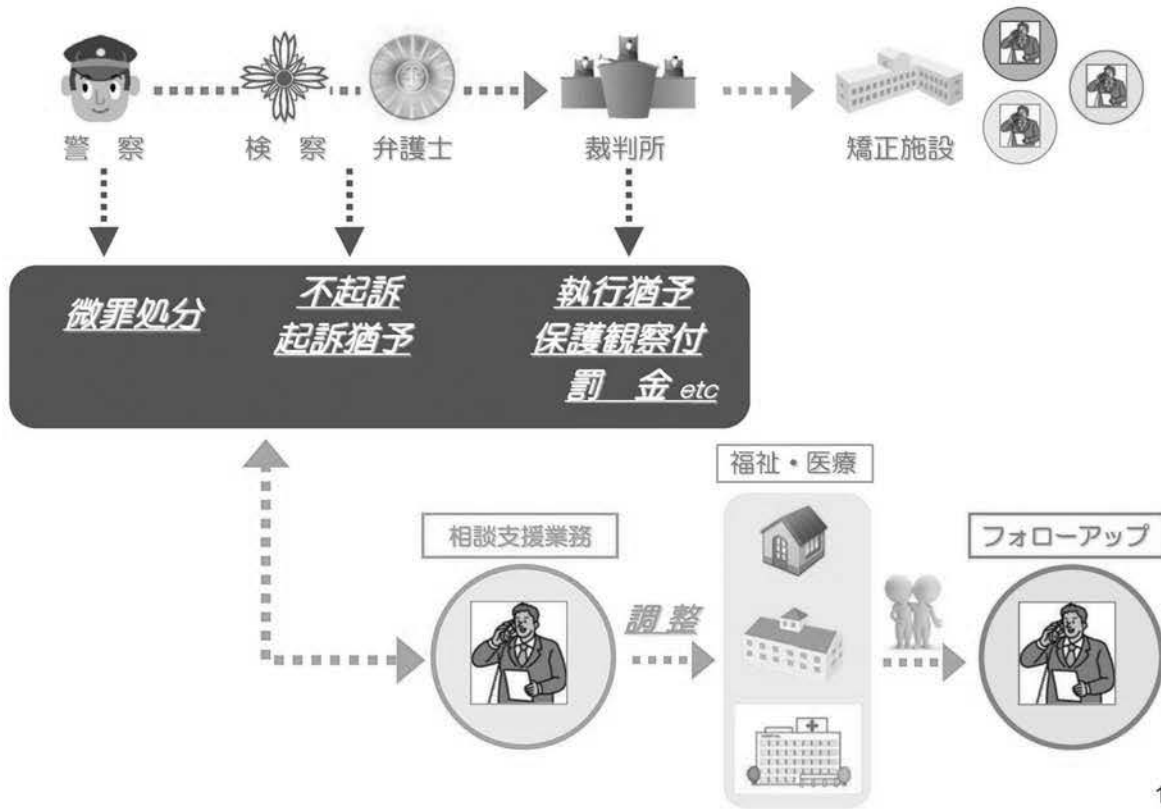 警　察
検　察
弁護士
裁判所
矯正施設
微罪処分
不起訴
起訴猶予
執行猶予
保護観察付
罰　金 etc
福祉・医療
相談支援業務
調 整
フォローアップ